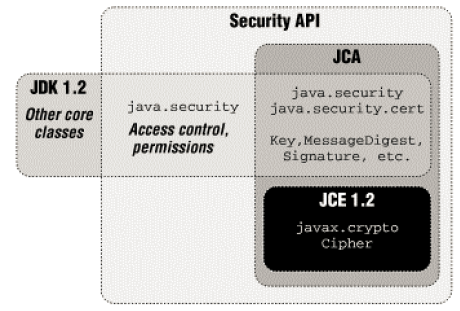 Security API
JCA
JDK 1.2
Other core
classes
java.security
Access control,
permissions
java.security
java.security.cert
Key,MessageDigest,
Signature, etc.
JCE 1.2
javax.crypto
Cipher